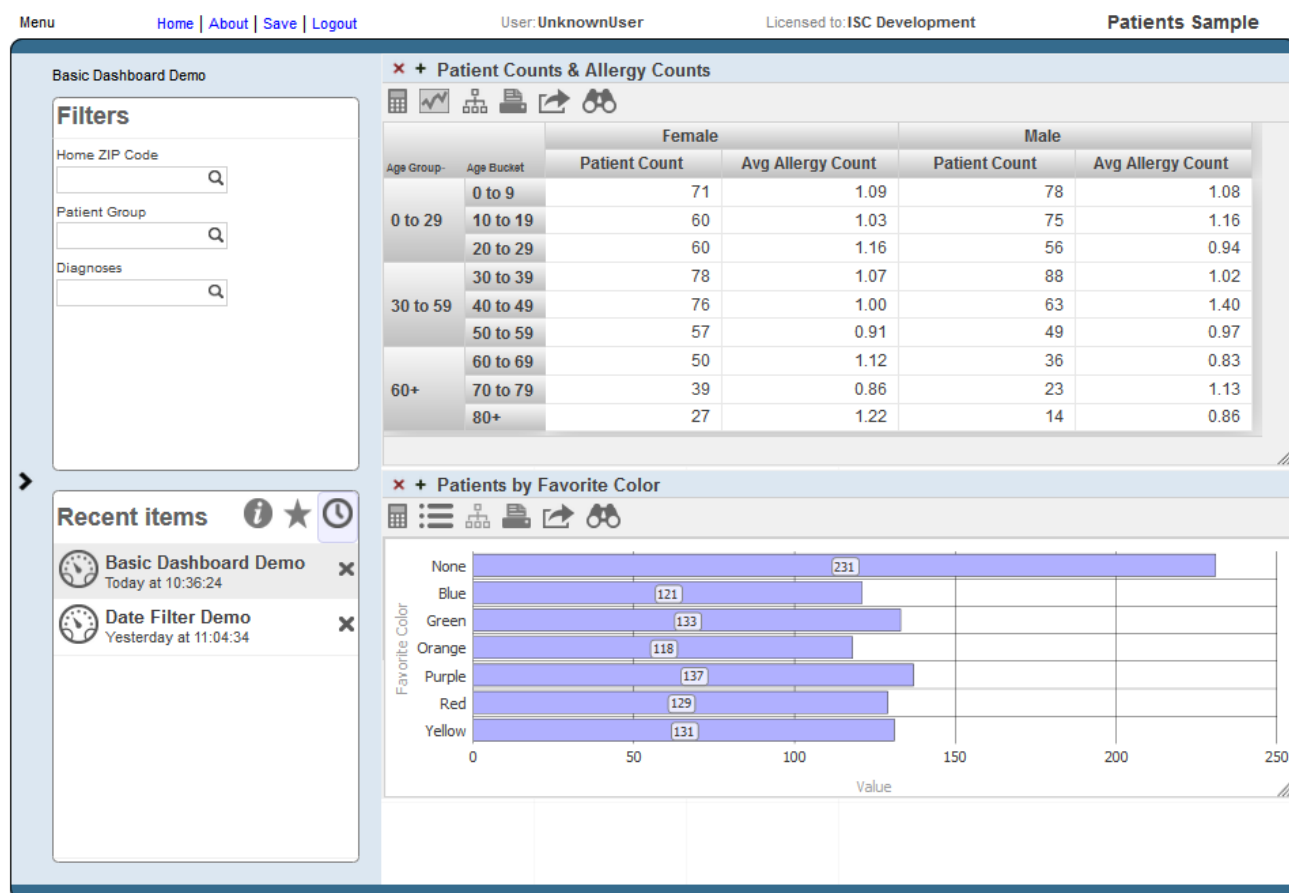 Menu Home | About | Save | Logout User:UnknownUser Licensed to:ISC Development Patients Sample
Basic Dashboard Demo
Filters
Home ZIP Code
Patient Group
Diagnoses
Recent items
Basic Dashboard Demo
Today at 10:36:24
Date Filter Demo
Yesterday at 11:04:34
Patient Counts & Allergy Counts
Female Male
Age Group- Age Bucket Patient Count Avg Allergy Count Patient Count Avg Allergy Count
0 to 9 71 1.09 78 1.08
0 to 29 10 to 19 60 1.03 75 1.16
20 to 29 60 1.16 56 0.94
30 to 39 78 1.07 88 1.02
30 to 59 40 to 49 76 1.00 63 1.40
50 to 59 57 0.91 49 0.97
60 to 69 50 1.12 36 0.83
60+ 70 to 79 39 0.86 23 1.13
80+ 27 1.22 14 0.86
Patients by Favorite Color
Favorite Color
None 231
Blue 121
Green 133
Orange 118
Purple 137
Red 129
Yellow 131
0 50 100 150 200 250
Value